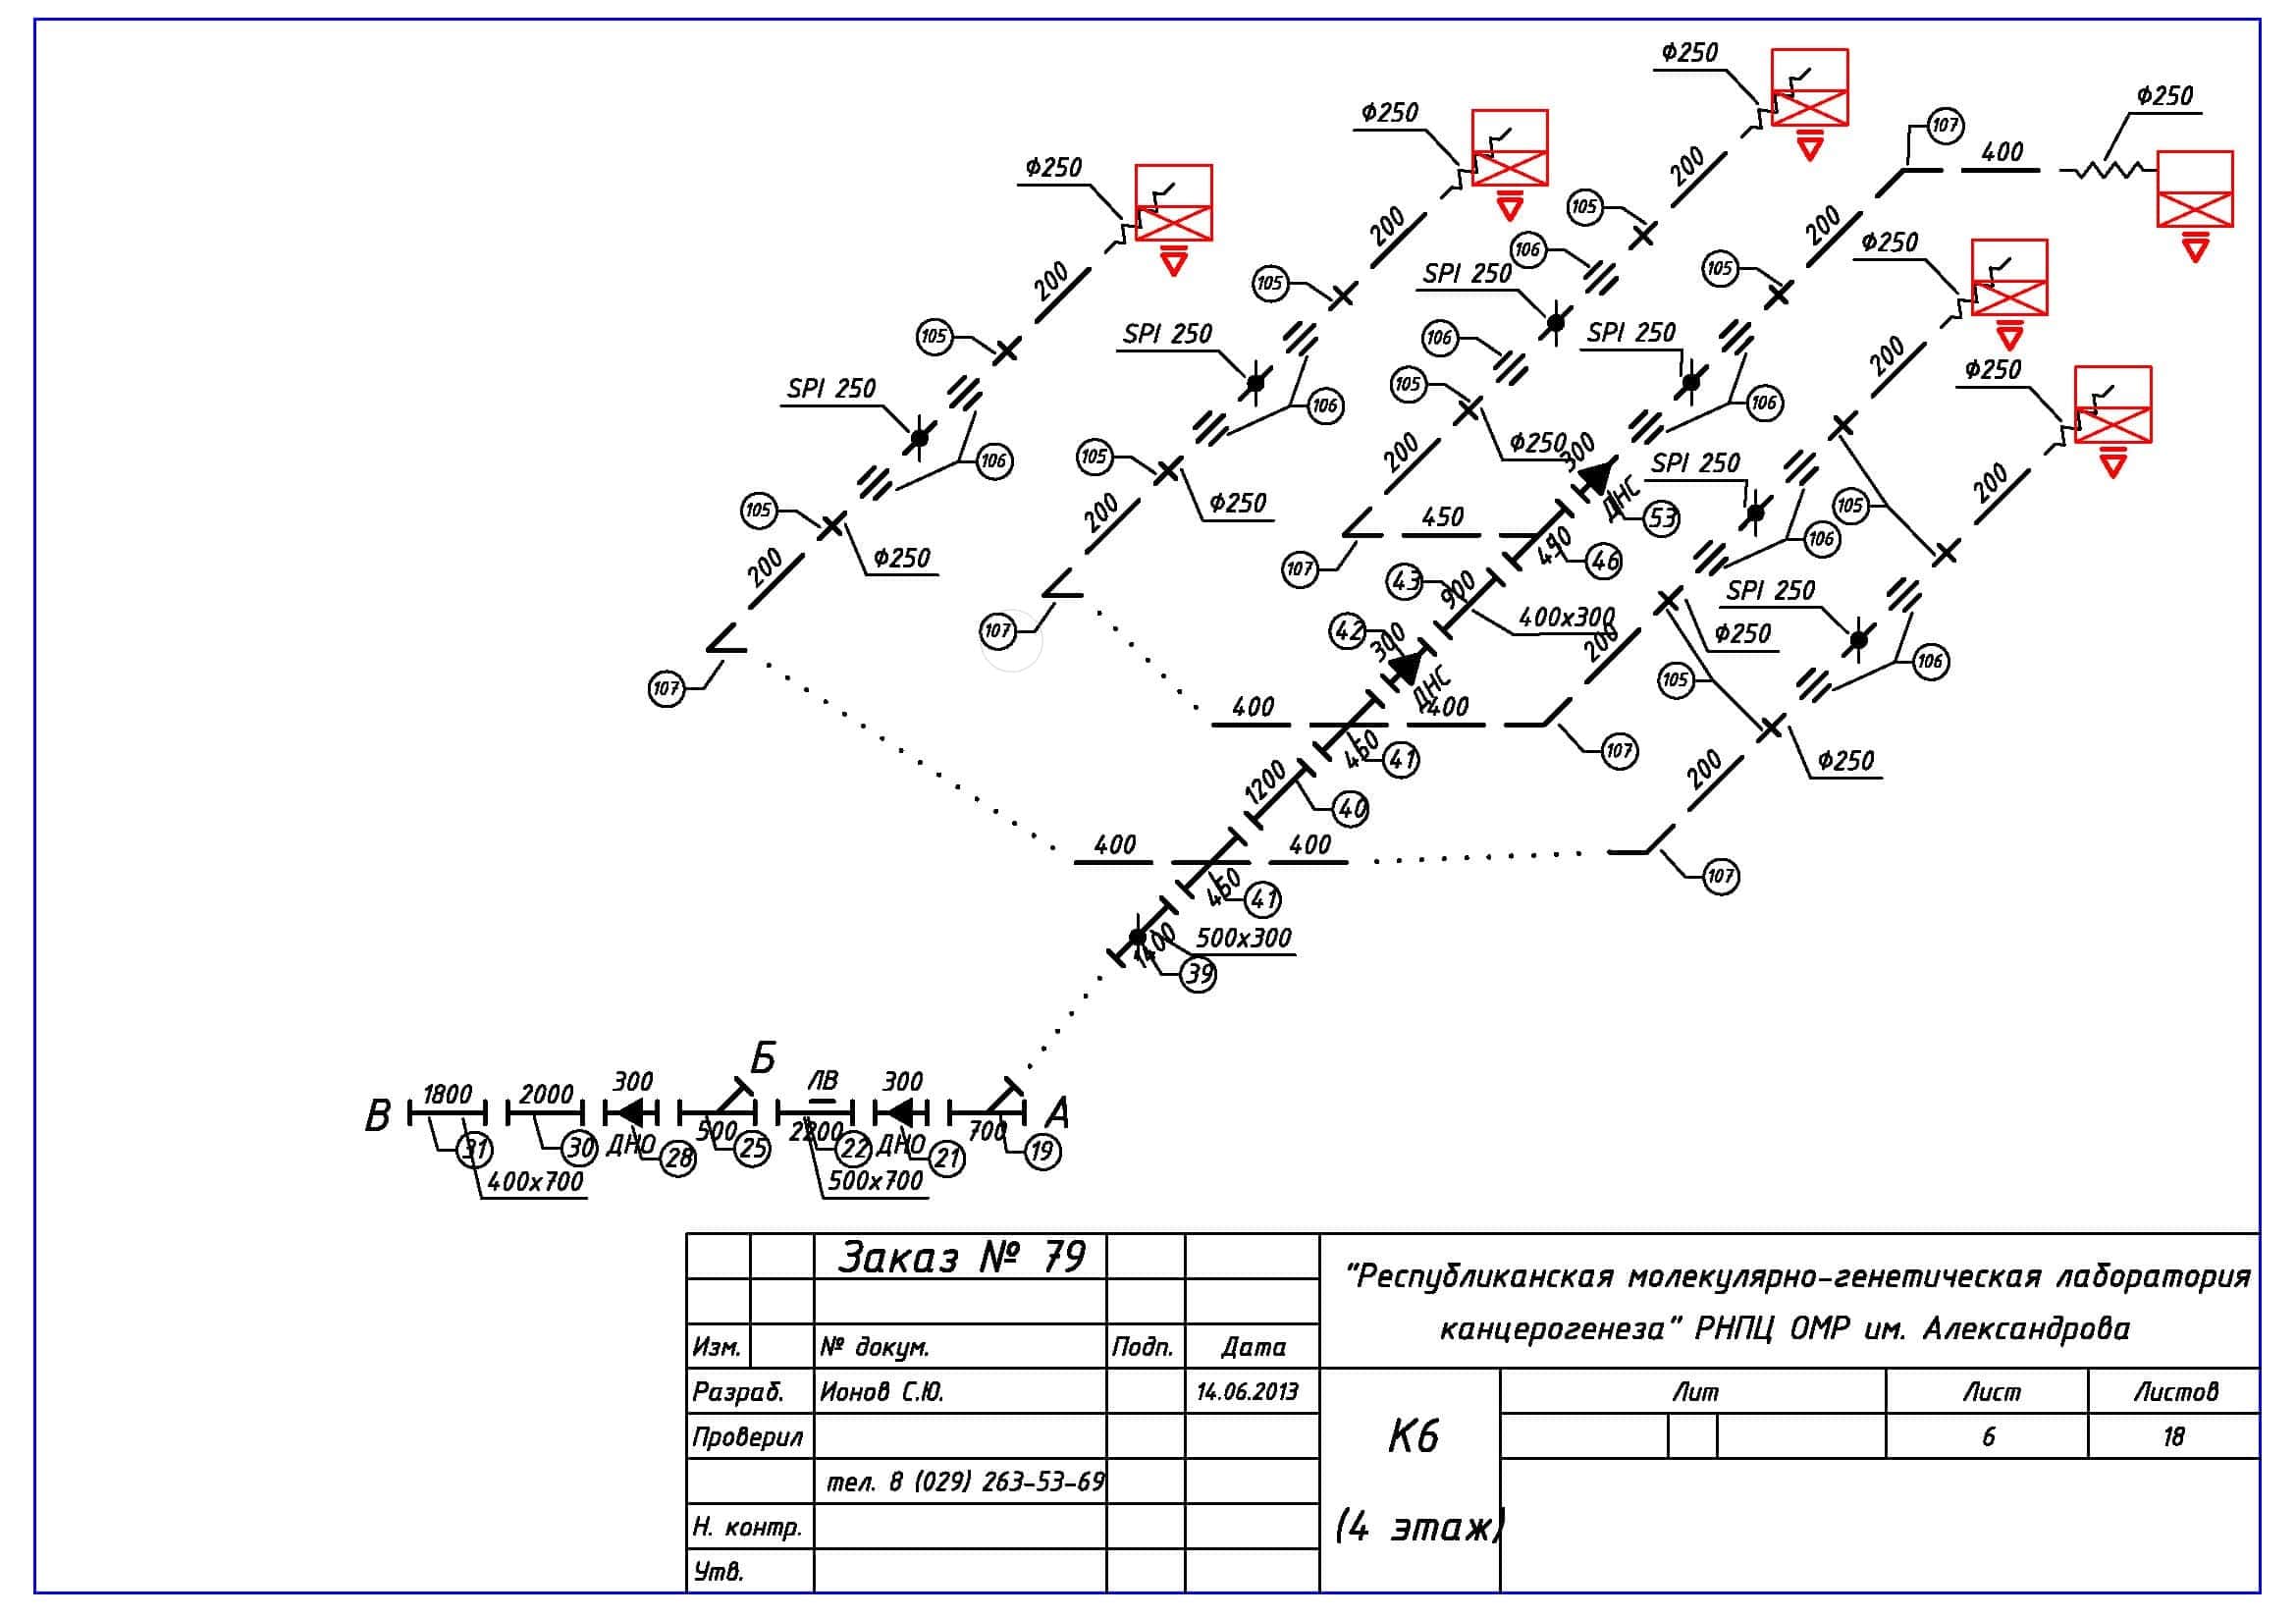 Ф250
Ф250
Ф250
107
400
Ф250
200
105
200
200
106
SPI 250
105
Ф250
200
105
200
105
SPI 250
106
SPI 250
200
105
106
106
Ф250
SPI 250
105
200
Ф250
300
ДНС
53
SPI 250
105
106
200
105
106
105
Ф250
200
Ф250
200
450
450
46
107
43
900
400х300
SPI 250
106
200
Ф250
105
107
42
300
ДНС
107
400
400
450
41
107
Ф250
200
1200
40
400
400
107
450
41
500х300
1400
39
В
1800
2000
300
Б
ЛВ
300
А
31
30
ДНО
28
500
25
2200
22
ДНО
21
700
19
400х700
500х700
Заказ № 79
"Республиканская молекулярно-генетическая лаборатория
канцерогенеза" РНПЦ ОМР им. Александрова
Изм.
№ докум.
Подп.
Дата
Разраб.
Ионов С.Ю.
14.06.2013
Лит
Лист
Листов
Проверил
К6
6
18
тел. 8 (029) 263-53-69
Н. контр.
(4 этаж)
Утв.